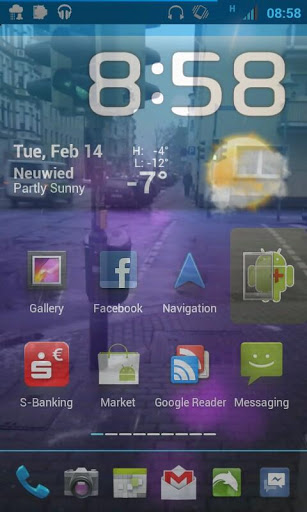 H 08:58
8:58
Tue, Feb 14
H: -4°
L: -12°
Neuwied
-7°
Partly Sunny
Gallery Facebook Navigation
S-Banking Market Google Reader Messaging